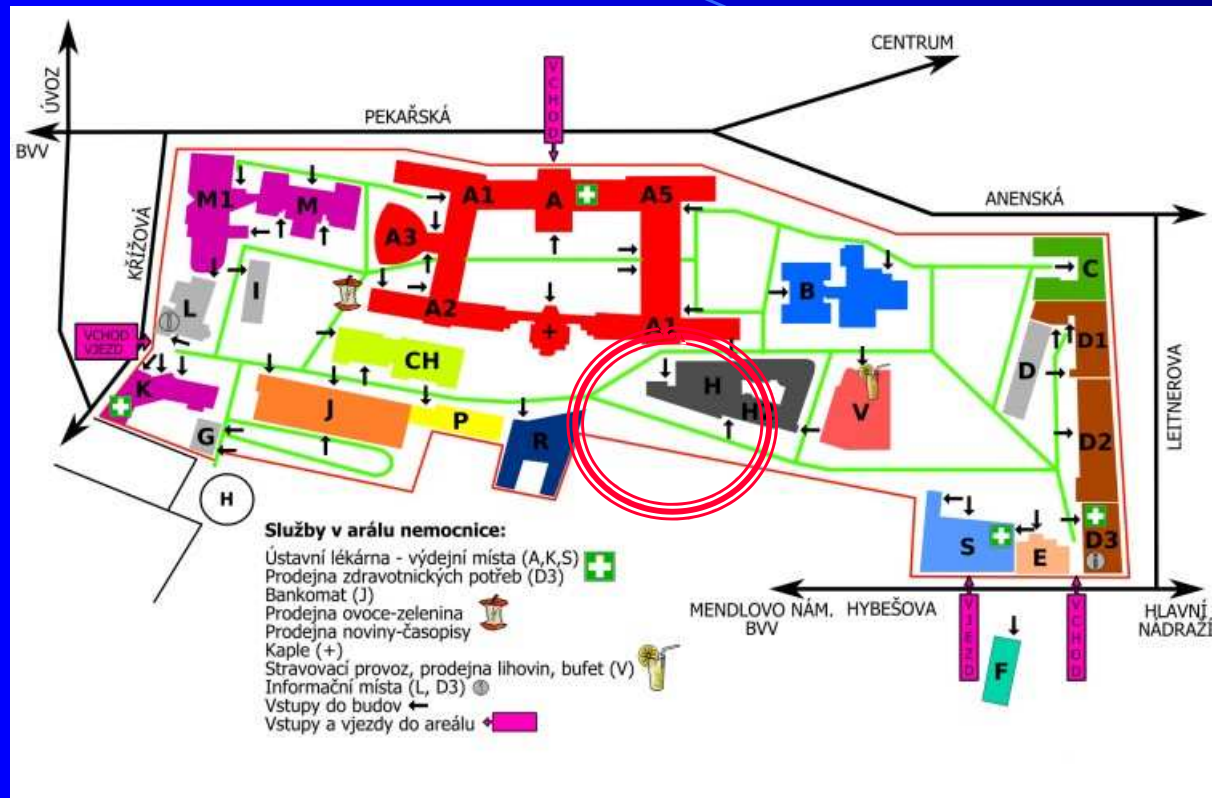 CENTRUM
ÚVOZ
VCHOD
PEKAŘSKÁ
BVV
ANENSKÁ
KŘÍŽOVÁ
LEITNEROVA
M1
M
A1
A
A5
A3
A2
A1
+
B
C
I
L
D1
D
D2
D3
VCHOD
VJEZD
CH
H
H2
V
K
J
P
R
G
H
S
E
MENDLOVO NÁM.
BVV
HYBEŠOVA
VJEZD
VCHOD
HLAVNÍ
NÁDRAŽÍ
F
Služby v arálu nemocnice:
Ústavní lékárna - výdejní místa (A,K,S)
Prodejna zdravotnických potřeb (D3)
Bankomat (J)
Prodejna ovoce-zelenina
Prodejna noviny-časopisy
Kaple (+)
Stravovací provoz, prodejna lihovin, bufet (V)
Informační místa (L, D3)
Vstupy do budov
Vstupy a vjezdy do areálu